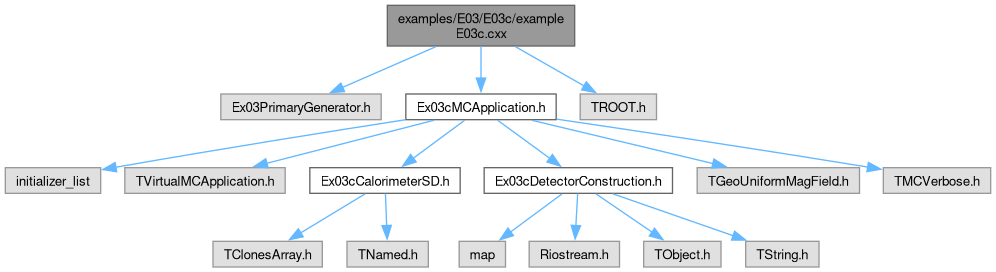 examples/E03/E03c/example
E03c.cxx
Ex03PrimaryGenerator.h
Ex03cMCApplication.h
TROOT.h
initializer_list
TVirtualMCApplication.h
Ex03cCalorimeterSD.h
Ex03cDetectorConstruction.h
TGeoUniformMagField.h
TMCVerbose.h
TClonesArray.h
TNamed.h
map
Riostream.h
TObject.h
TString.h